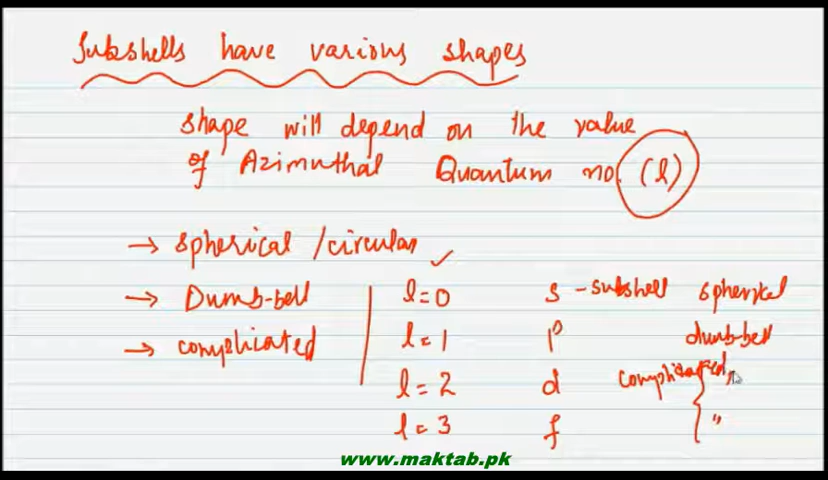 Subshells have various shapes
shape will depend on the value
of Azimuthal Quantum no. (l)
→ spherical /circular ✓
→ Dumb-bell
→ complicated
l=0 s - subshell spherical
l=1 p dumb-bell
l=2 d complicated,
l=3 f "
www.maktab.pk